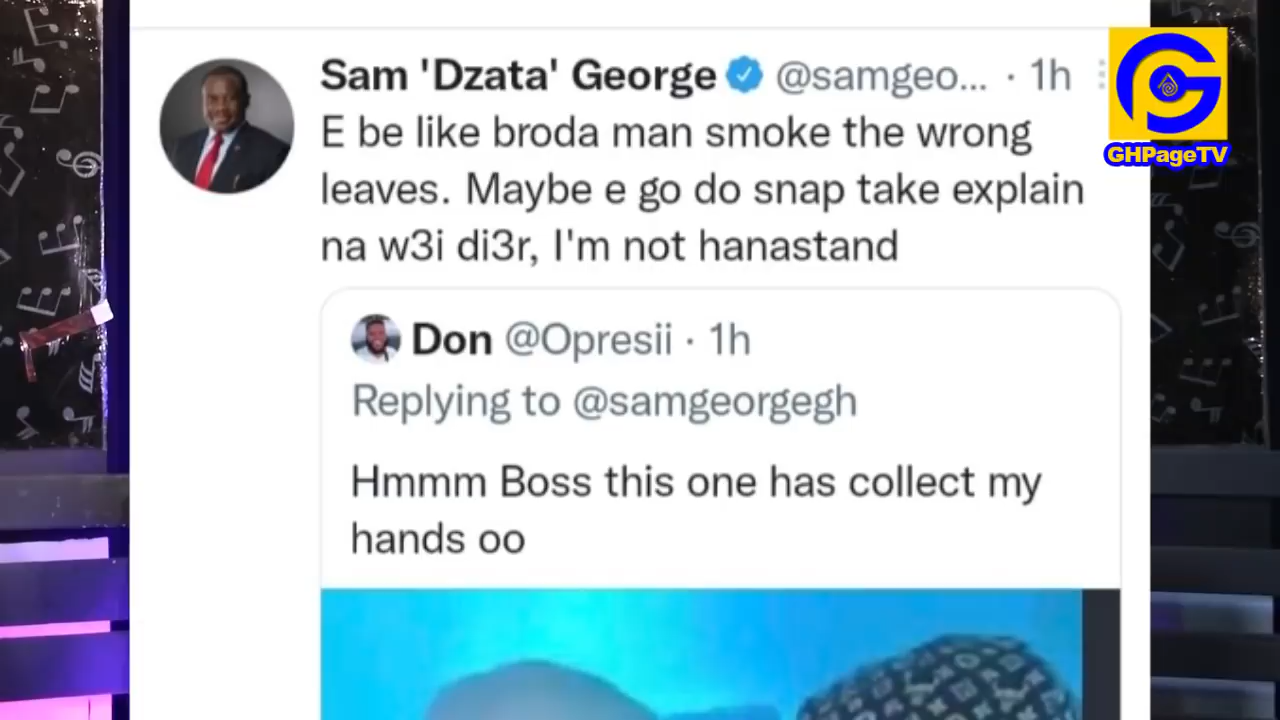 Sam 'Dzata' George @samgeo... · 1h
E be like broda man smoke the wrong
leaves. Maybe e go do snap take explain
na w3i di3r, I'm not hanastand
Don @Opresii · 1h
Replying to @samgeorgegh
Hmmm Boss this one has collect my
hands oo
GHPageTV